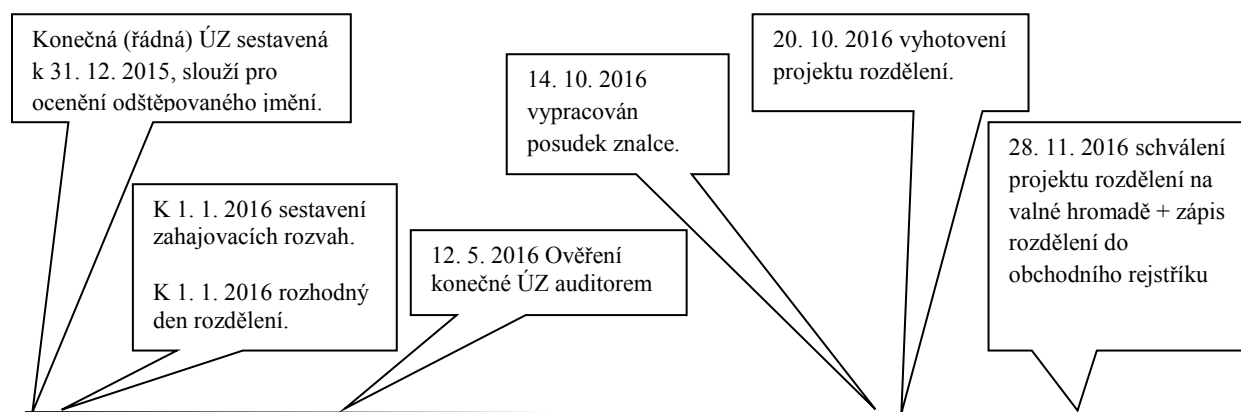 Konečná (řádná) ÚZ sestavená
k 31. 12. 2015, slouží pro
ocenění odštěpovaného jmění.
K 1. 1. 2016 sestavení
zahajovacích rozvah.
K 1. 1. 2016 rozhodný
den rozdělení.
12. 5. 2016 Ověření
konečné ÚZ auditorem
14. 10. 2016
vypracován
posudek znalce.
20. 10. 2016 vyhotovení
projektu rozdělení.
28. 11. 2016 schválení
projektu rozdělení na
valné hromadě + zápis
rozdělení do
obchodního rejstříku